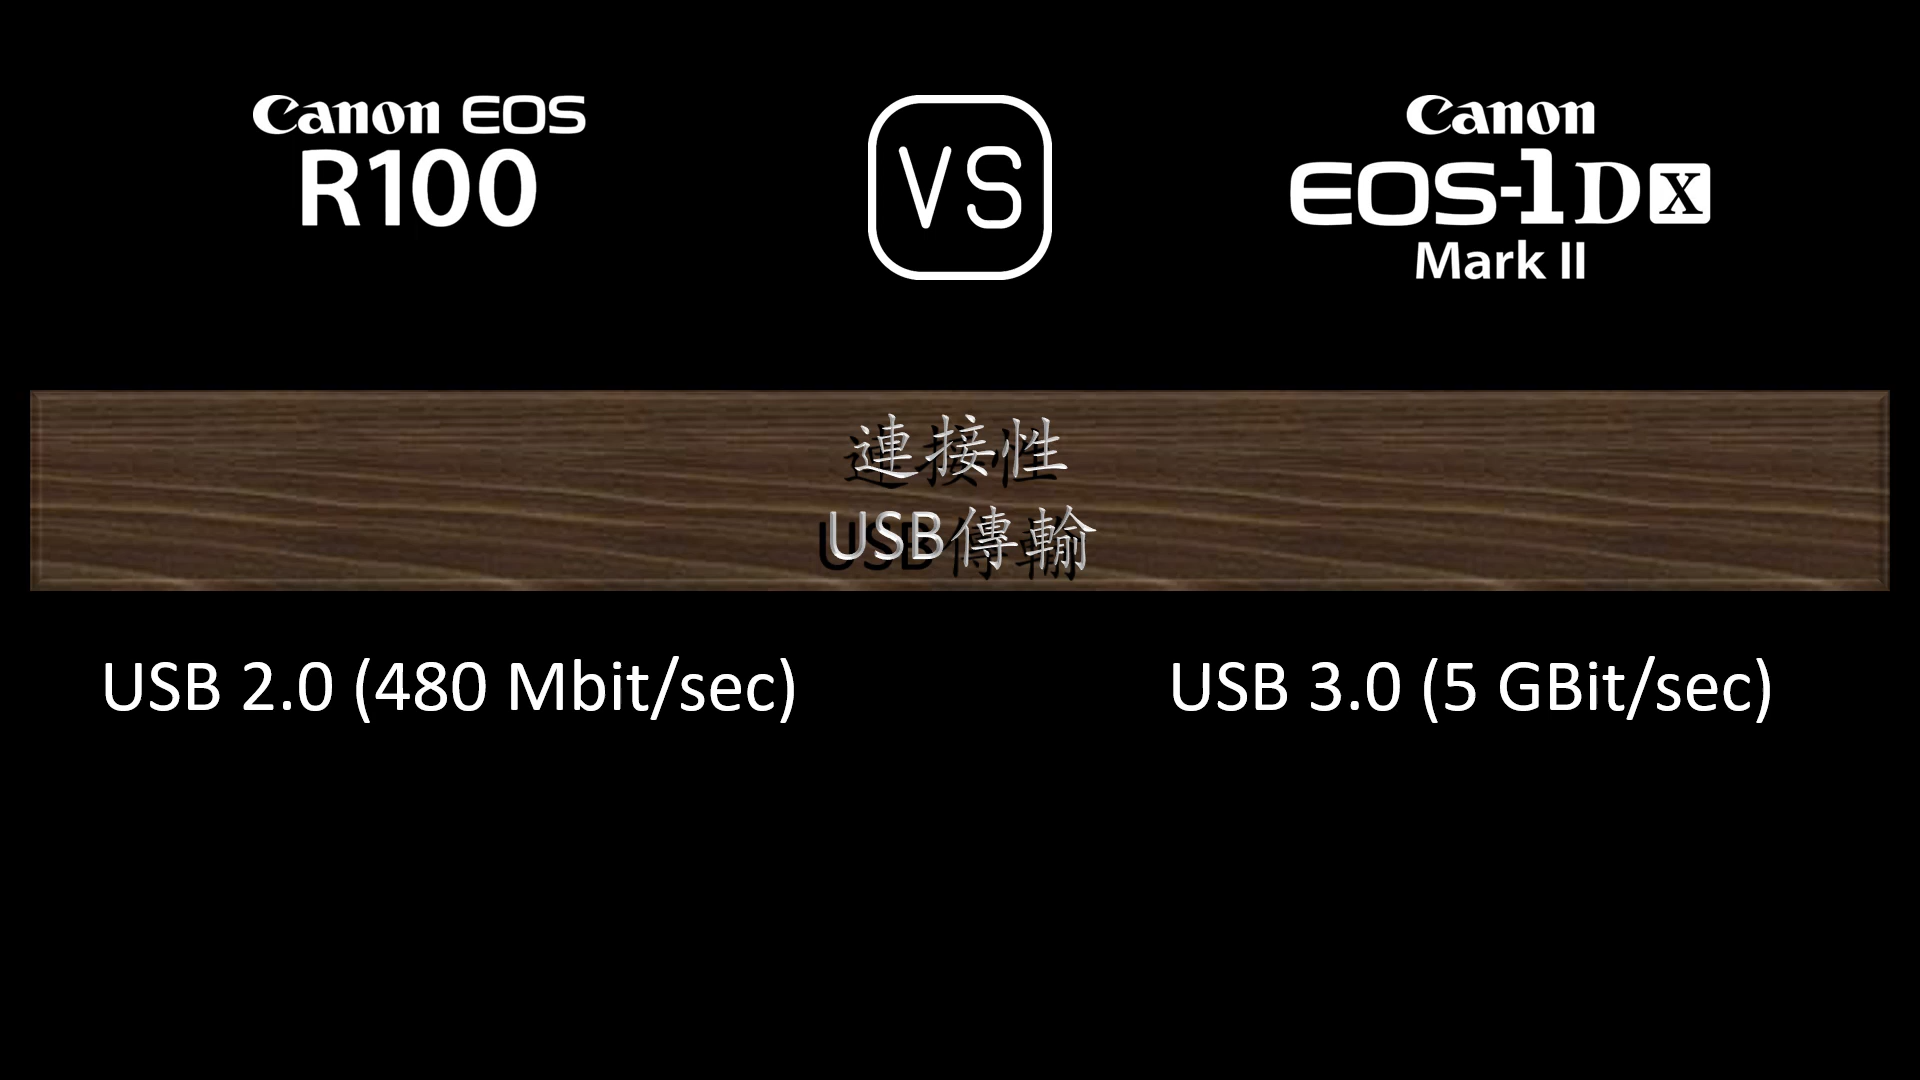 Canon EOS
R100
VS
Canon
EOS-1DX
Mark II
連接性
USB傳輸
USB 2.0 (480 Mbit/sec)
USB 3.0 (5 GBit/sec)